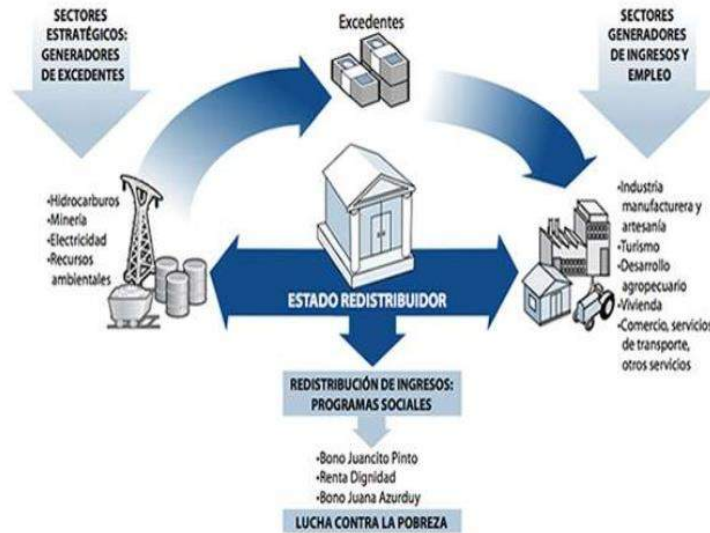 SECTORES
ESTRATÉGICOS:
GENERADORES
DE EXCEDENTES
Excedentes
SECTORES
GENERADORES
DE INGRESOS Y
EMPLEO
•Hidrocarburos
•Minería
•Electricidad
•Recursos
ambientales
ESTADO REDISTRIBUIDOR
•Industria
manufacturera y
artesanía
•Turismo
•Desarrollo
agropecuario
•Vivienda
•Comercio, servicios
de transporte,
otros servicios
REDISTRIBUCIÓN DE INGRESOS:
PROGRAMAS SOCIALES
•Bono Juancito Pinto
•Renta Dignidad
•Bono Juana Azurduy
LUCHA CONTRA LA POBREZA